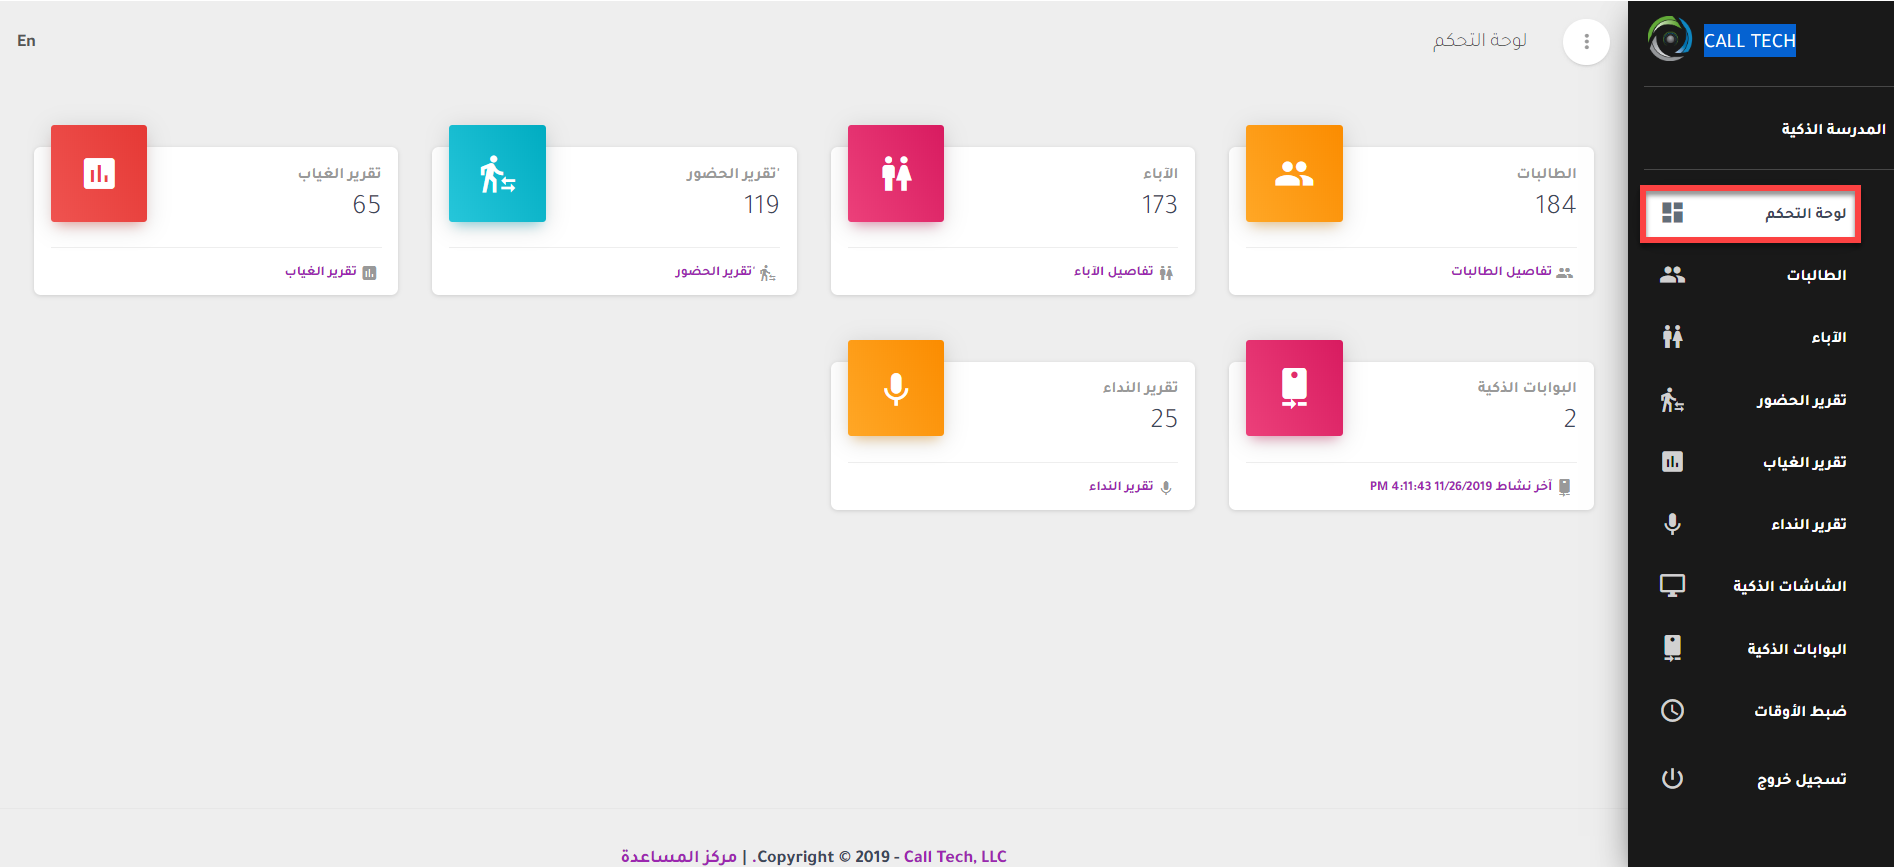 CALL TECH
المدرسة الذكية
لوحة التحكم
الطالبات
الآباء
تقرير الحضور
تقرير الغياب
تقرير النداء
الشاشات الذكية
البوابات الذكية
ضبط الأوقات
تسجيل خروج
لوحة التحكم
En
الطالبات
184
تفاصيل الطالبات
الآباء
173
تفاصيل الآباء
'تقرير الحضور
119
'تقرير الحضور
تقرير الغياب
65
تقرير الغياب
البوابات الذكية
2
آخر نشاط 11/26/2019 4:11:43 PM
تقرير النداء
25
تقرير النداء
مركز المساعدة | .Copyright © 2019 - Call Tech, LLC